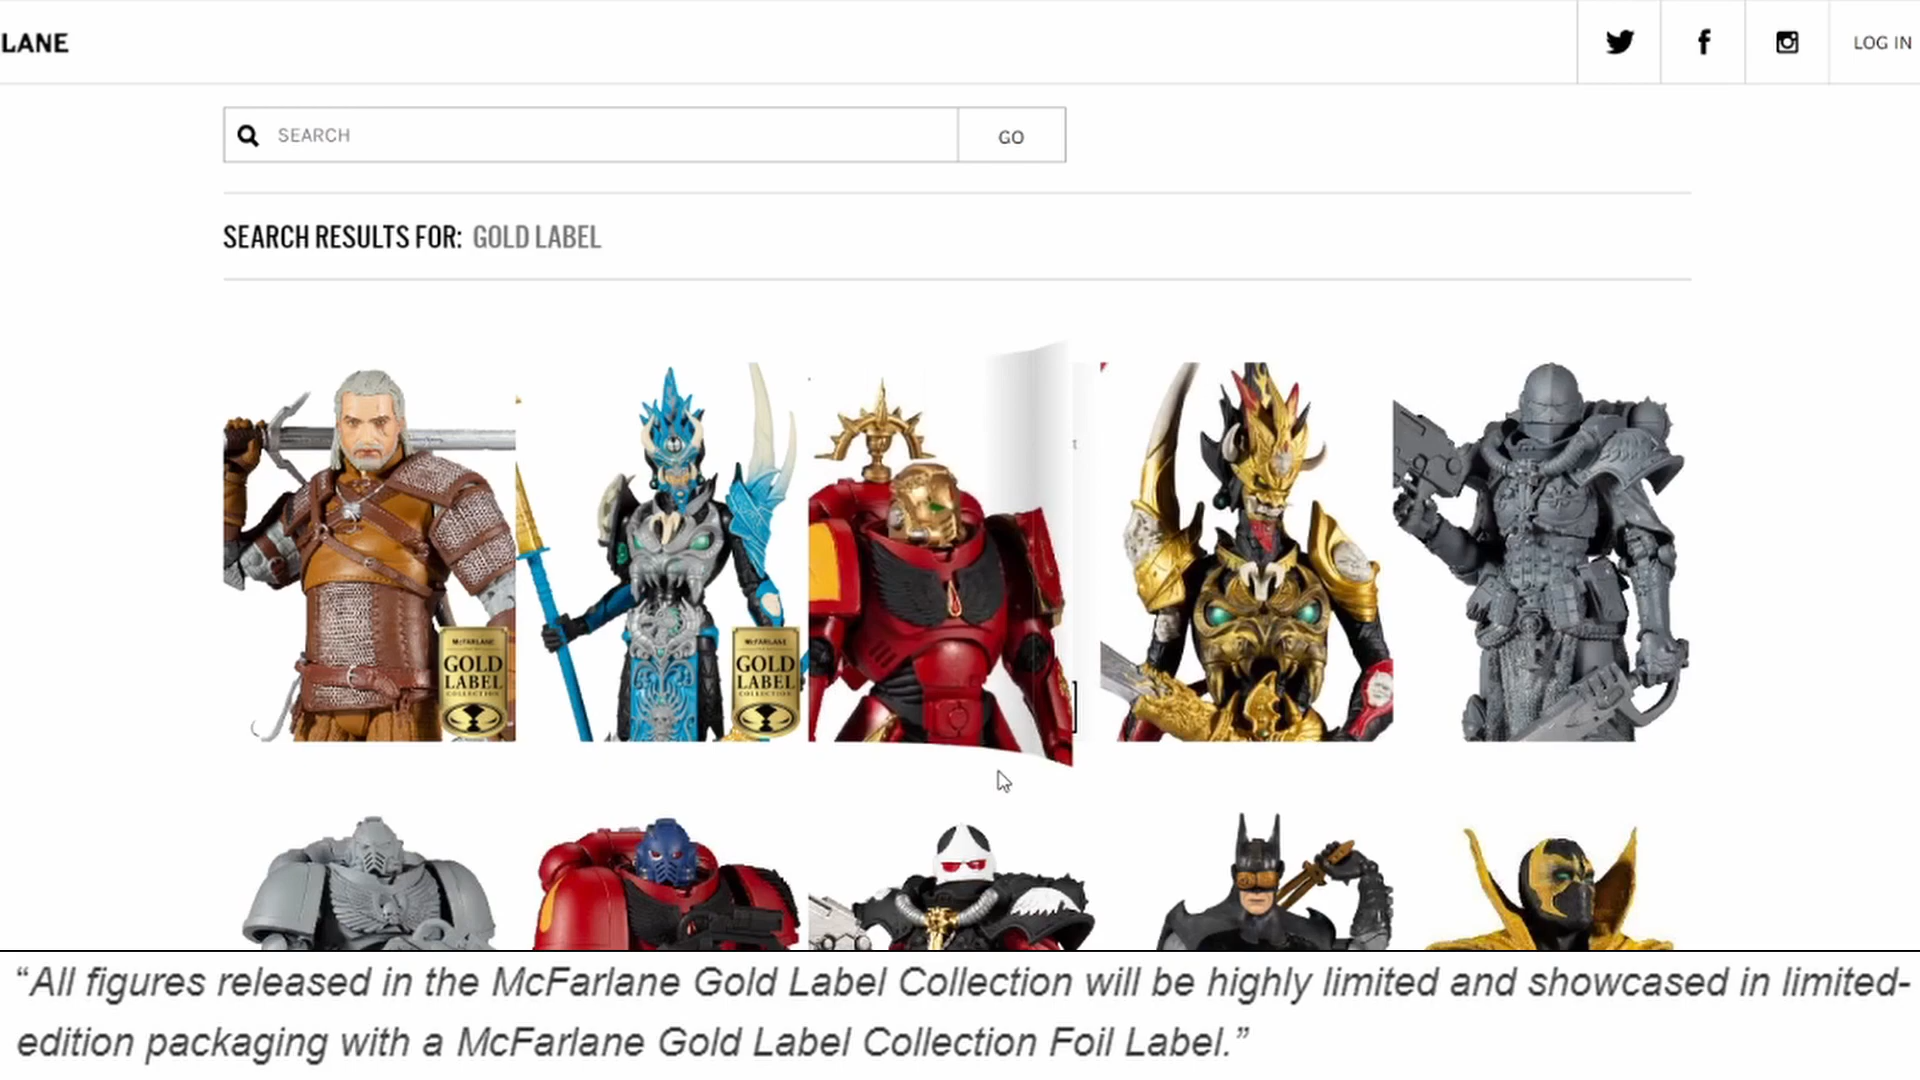 LANE
LOG IN
SEARCH
GO
SEARCH RESULTS FOR: GOLD LABEL
McFARLANE
GOLD
LABEL
COLLECTION
McFARLANE
GOLD
LABEL
COLLECTION
“All figures released in the McFarlane Gold Label Collection will be highly limited and showcased in limited-
edition packaging with a McFarlane Gold Label Collection Foil Label.”